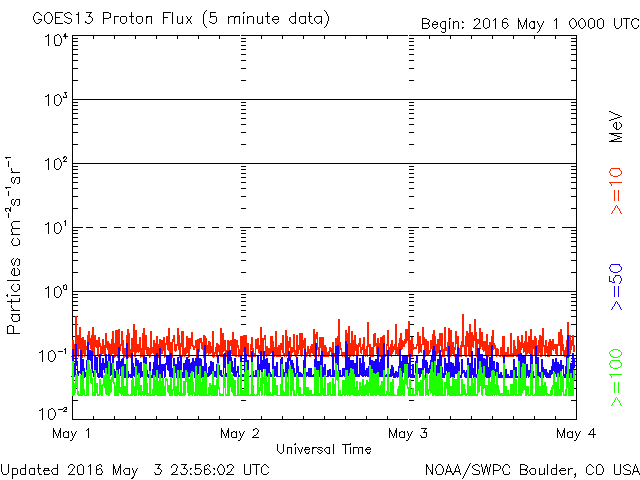 GOES13 Proton Flux (5 minute data)
Begin: 2016 May 1 0000 UTC
Particles cm⁻²s⁻¹sr⁻¹
10⁴
10³
10²
10¹
10⁰
10⁻¹
10⁻²
May 1
May 2
May 3
May 4
Universal Time
MeV
>=10
>=50
>=100
Updated 2016 May 3 23:56:02 UTC
NOAA/SWPC Boulder, CO USA